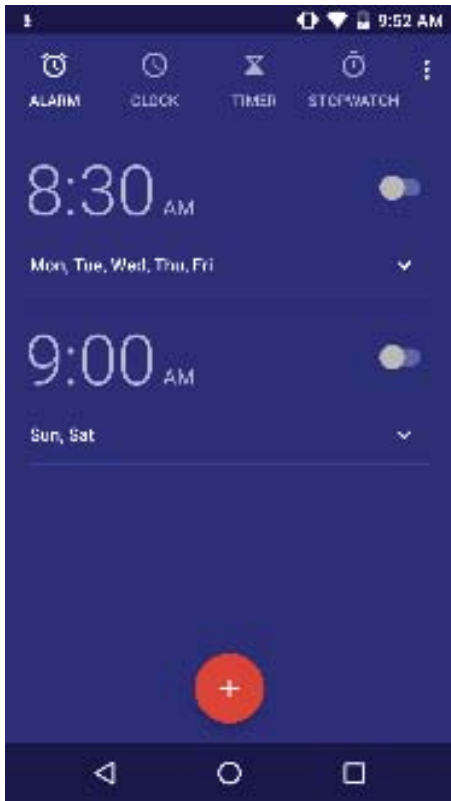 9:52 AM
ALARM CLOCK TIMER STOPWATCH
8:30 AM
Mon, Tue, Wed, Thu, Fri
9:00 AM
Sun, Sat
+